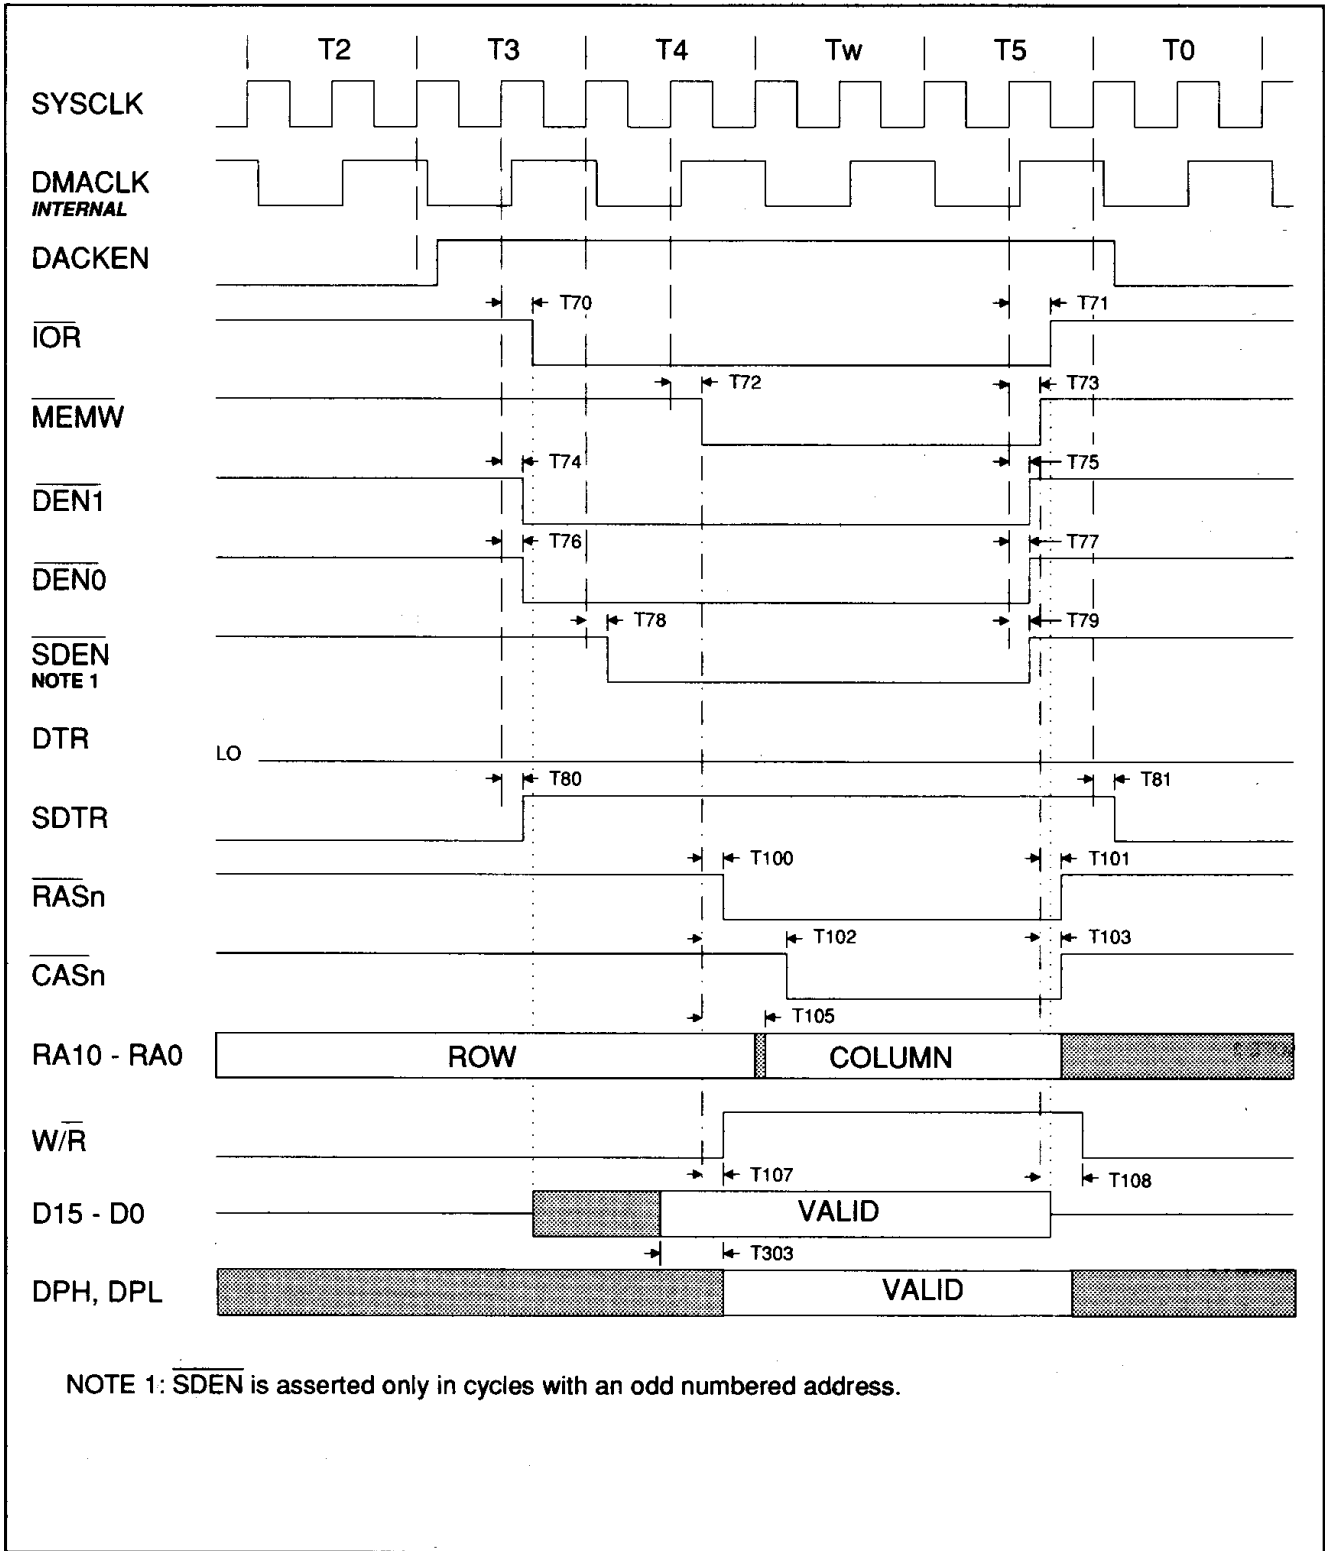 T2 T3 T4 Tw T5 T0
SYSCLK
DMACLK
INTERNAL
DACKEN
T70 T71
IOR
T72 T73
MEMW
T74 T75
DEN1
T76 T77
DEN0
T78 T79
SDEN
NOTE 1
DTR
LO
T80 T81
SDTR
T100 T101
RASn
T102 T103
CASn
T105
RA10 - RA0 ROW COLUMN
W/R
T107 T108
D15 - D0 VALID
T303
DPH, DPL VALID
NOTE 1: SDEN is asserted only in cycles with an odd numbered address.